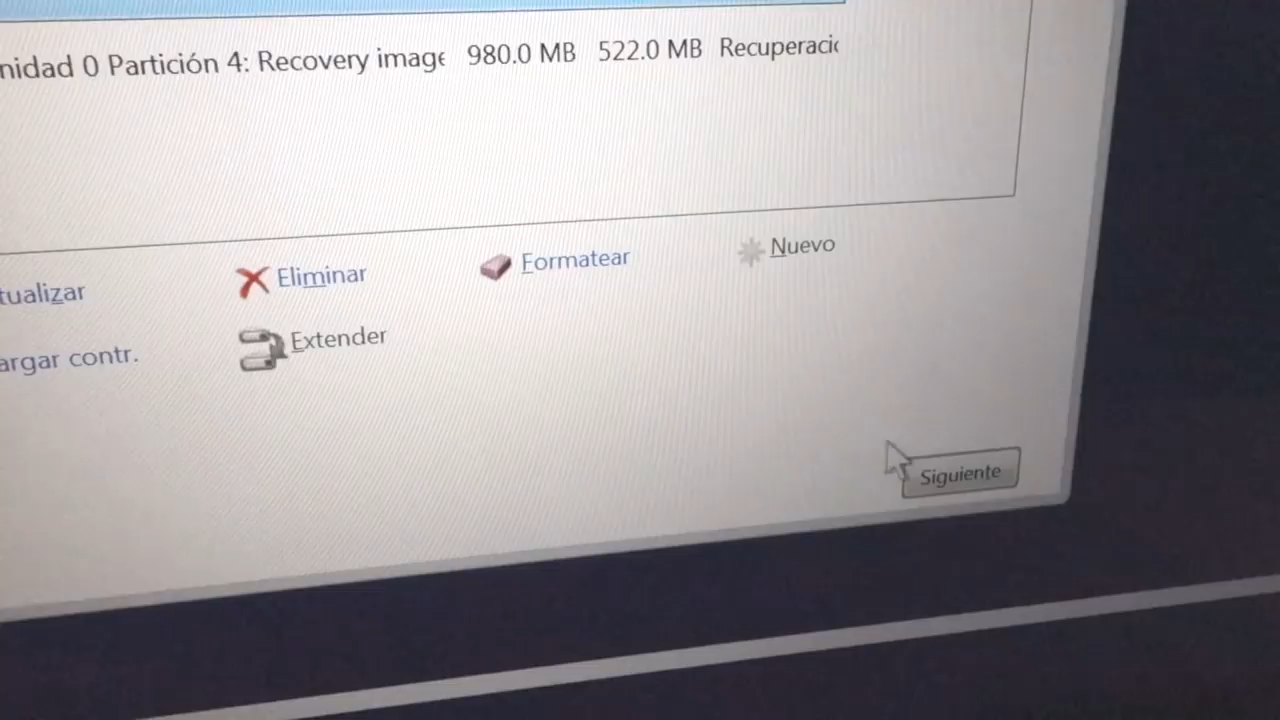 nidad 0 Partición 4: Recovery image 980.0 MB 522.0 MB Recuperació
tualizar Eliminar Formatear Nuevo
argar contr. Extender
Siguiente